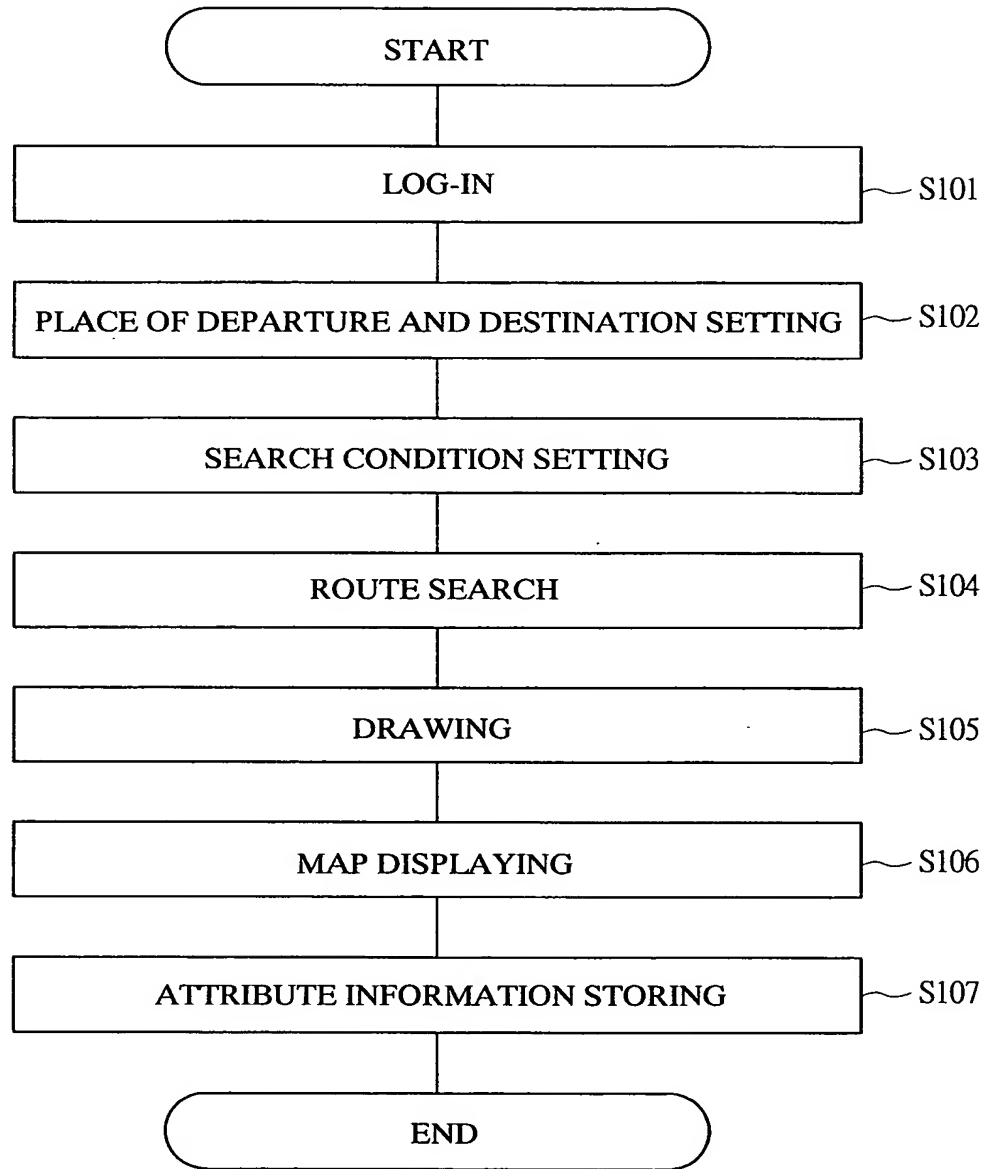 START
LOG-IN
S101
PLACE OF DEPARTURE AND DESTINATION SETTING
S102
SEARCH CONDITION SETTING
S103
ROUTE SEARCH
S104
DRAWING
S105
MAP DISPLAYING
S106
ATTRIBUTE INFORMATION STORING
S107
END